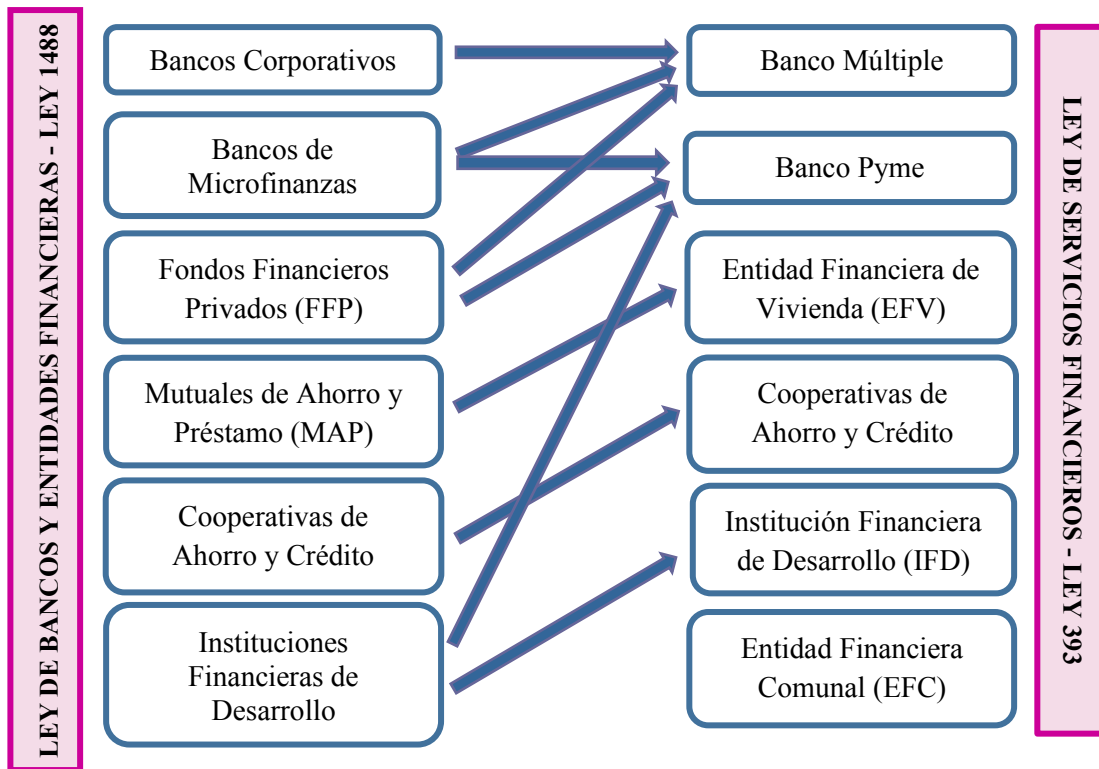 LEY DE BANCOS Y ENTIDADES FINANCIERAS - LEY 1488
Bancos Corporativos
Bancos de
Microfinanzas
Fondos Financieros
Privados (FFP)
Mutuales de Ahorro y
Préstamo (MAP)
Cooperativas de
Ahorro y Crédito
Instituciones
Financieras de
Desarrollo
Banco Múltiple
Banco Pyme
Entidad Financiera de
Vivienda (EFV)
Cooperativas de
Ahorro y Crédito
Institución Financiera
de Desarrollo (IFD)
Entidad Financiera
Comunal (EFC)
LEY DE SERVICIOS FINANCIEROS - LEY 393